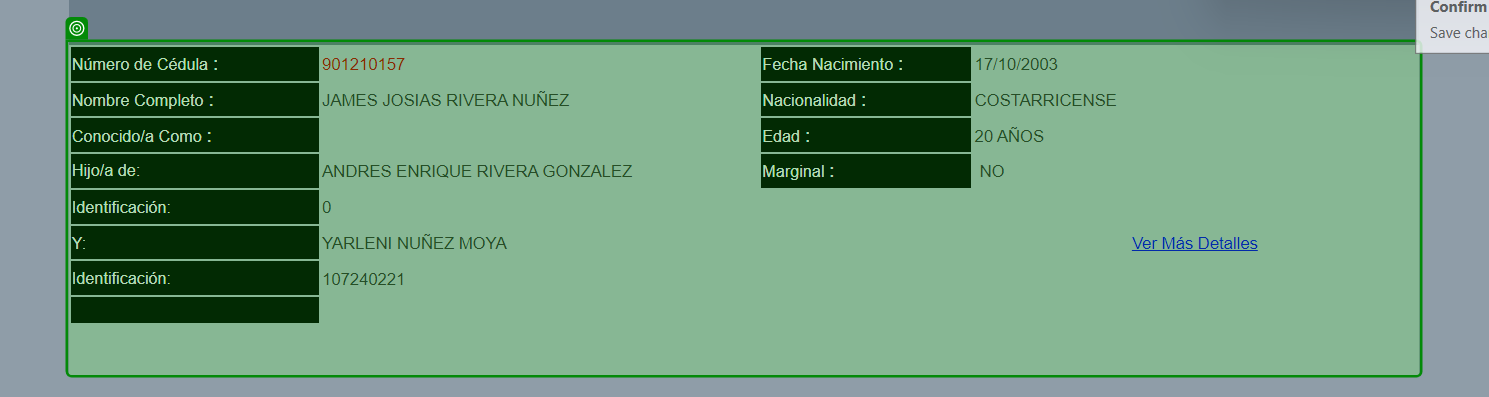 Confirm
Save cha
Número de Cédula : 901210157 Fecha Nacimiento : 17/10/2003
Nombre Completo : JAMES JOSIAS RIVERA NUÑEZ Nacionalidad : COSTARRICENSE
Conocido/a Como : Edad : 20 AÑOS
Hijo/a de: ANDRES ENRIQUE RIVERA GONZALEZ Marginal : NO
Identificación: 0
Y: YARLENI NUÑEZ MOYA Ver Más Detalles
Identificación: 107240221